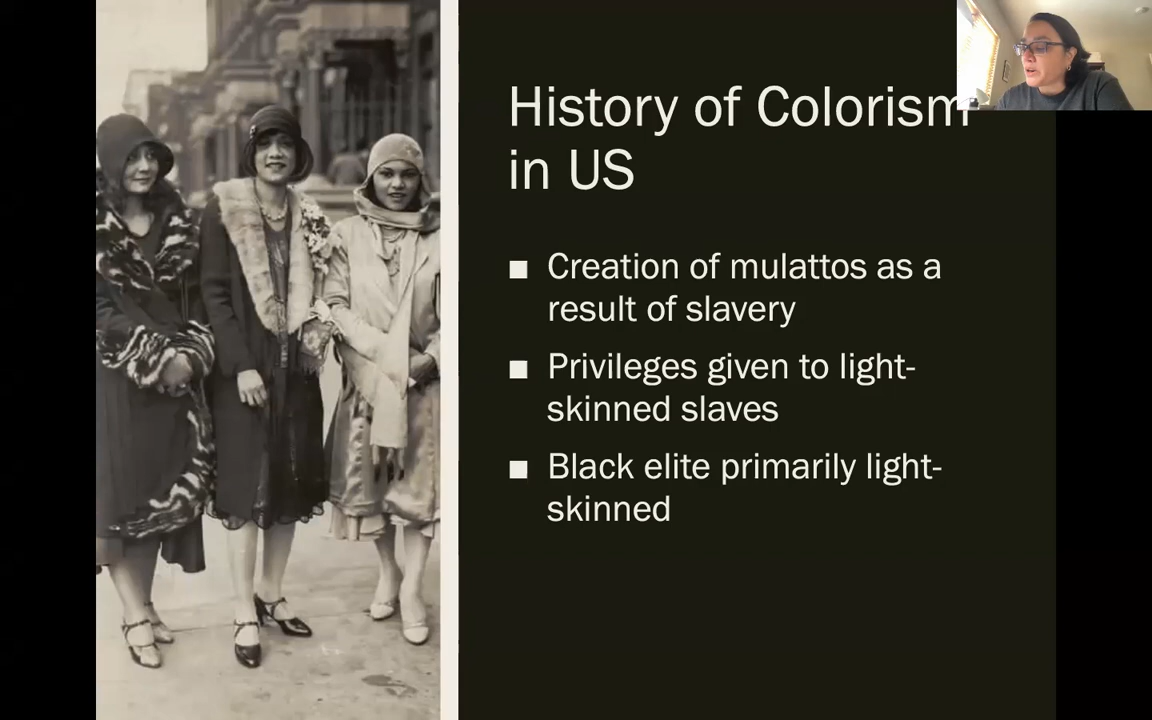 History of Colorism
in US
■ Creation of mulattos as a
result of slavery
■ Privileges given to light-
skinned slaves
■ Black elite primarily light-
skinned